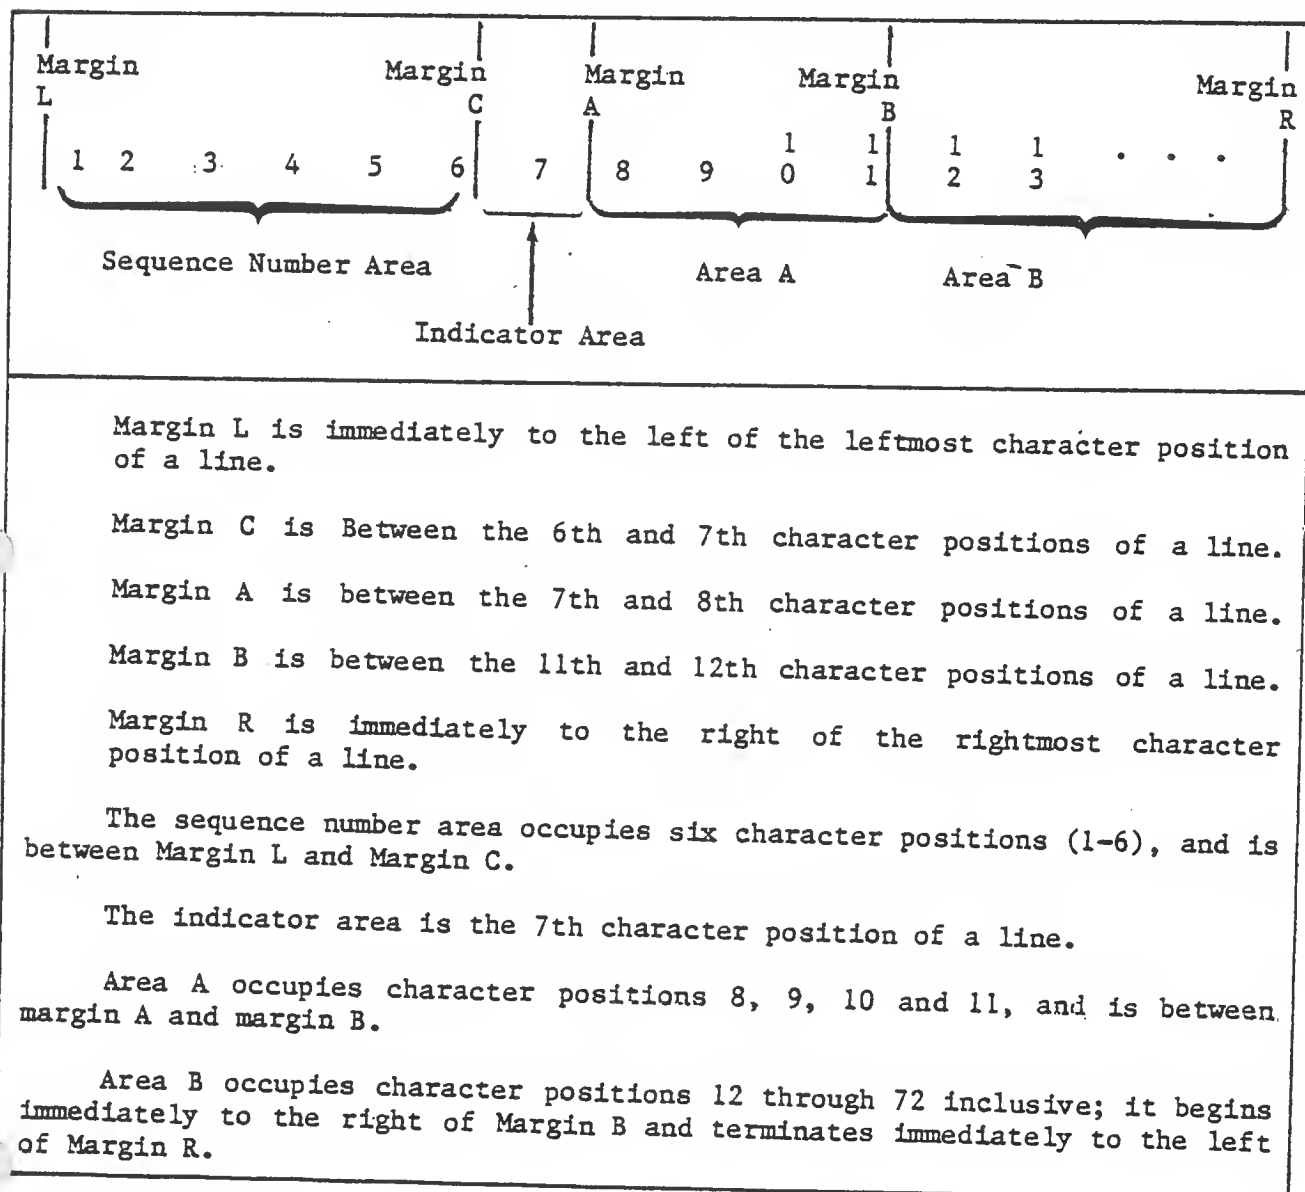 Margin Margin Margin Margin Margin
L C A B R
1 1 1 1
1 2 3 4 5 6 7 8 9 0 1 2 3 . . .
Sequence Number Area Area A Area B
Indicator Area
Margin L is immediately to the left of the leftmost character position
of a line.
Margin C is Between the 6th and 7th character positions of a line.
Margin A is between the 7th and 8th character positions of a line.
Margin B is between the 11th and 12th character positions of a line.
Margin R is immediately to the right of the rightmost character
position of a line.
The sequence number area occupies six character positions (1-6), and is
between Margin L and Margin C.
The indicator area is the 7th character position of a line.
Area A occupies character positions 8, 9, 10 and 11, and is between
margin A and margin B.
Area B occupies character positions 12 through 72 inclusive; it begins
immediately to the right of Margin B and terminates immediately to the left
of Margin R.